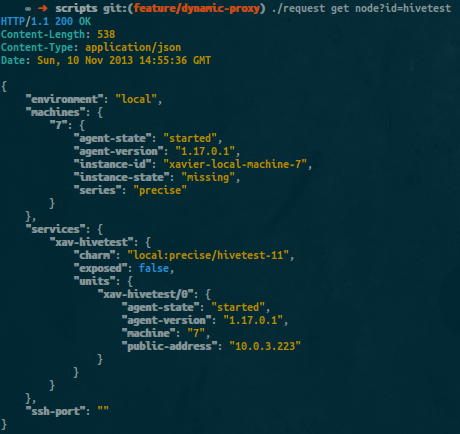 ∞ ➜ scripts git:(feature/dynamic-proxy) ./request get node?id=hivetest
HTTP/1.1 200 OK
Content-Length: 538
Content-Type: application/json
Date: Sun, 10 Nov 2013 14:55:36 GMT
{
"environment": "local",
"machines": {
"7": {
"agent-state": "started",
"agent-version": "1.17.0.1",
"instance-id": "xavier-local-machine-7",
"instance-state": "missing",
"series": "precise"
}
},
"services": {
"xav-hivetest": {
"charm": "local:precise/hivetest-11",
"exposed": false,
"units": {
"xav-hivetest/0": {
"agent-state": "started",
"agent-version": "1.17.0.1",
"machine": "7",
"public-address": "10.0.3.223"
}
}
}
},
"ssh-port": ""
}